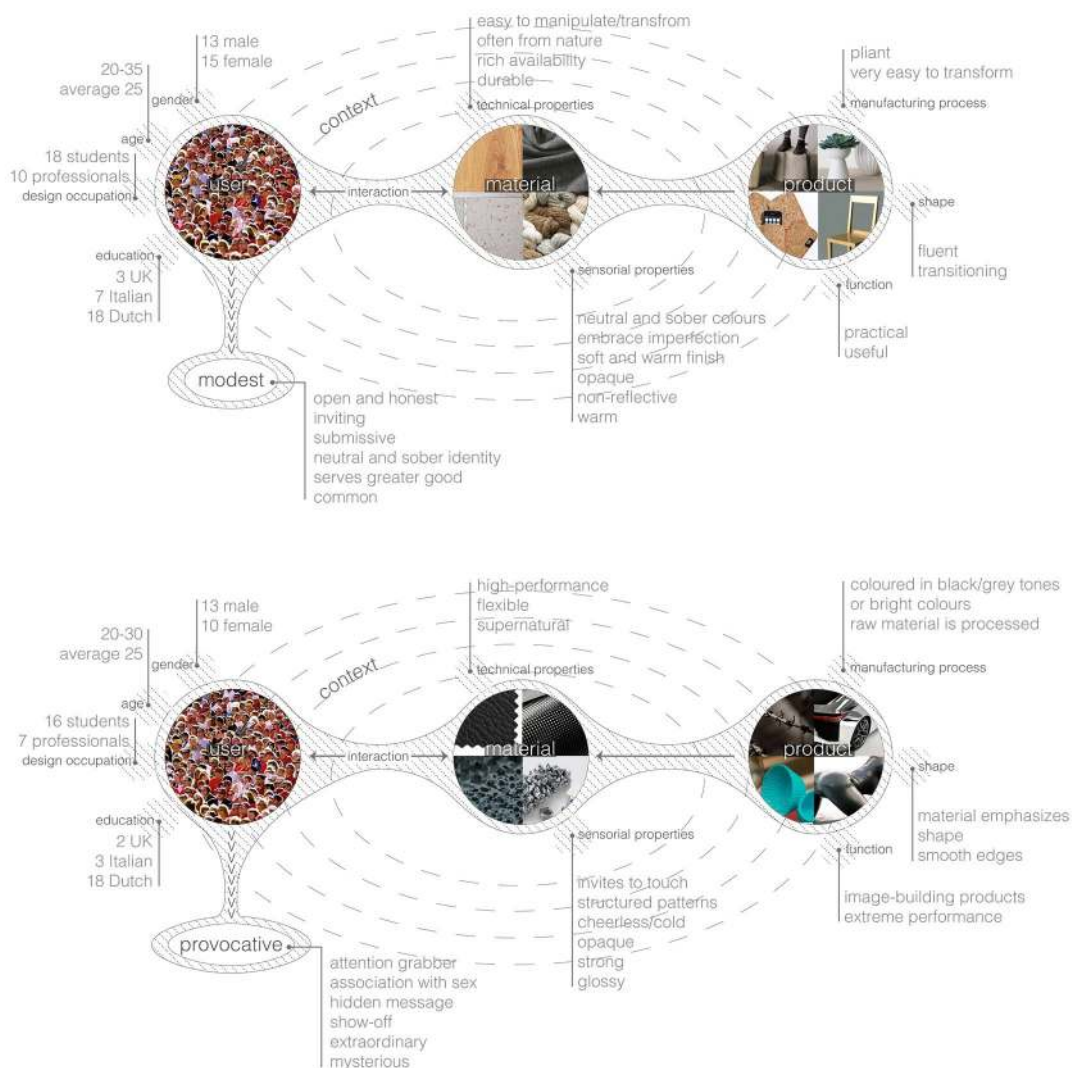 13 male
15 female
20-35
average 25
gender
age
18 students
10 professionals
design occupation
education
3 UK
7 Italian
18 Dutch
user
context
interaction
easy to manipulate/transfrom
often from nature
rich availability
durable
technical properties
material
sensorial properties
neutral and sober colours
embrace imperfection
soft and warm finish
opaque
non-reflective
warm
pliant
very easy to transform
manufacturing process
product
shape
fluent
transitioning
function
practical
useful
modest
open and honest
inviting
submissive
neutral and sober identity
serves greater good
common
13 male
10 female
20-30
average 25
gender
age
16 students
7 professionals
design occupation
education
2 UK
3 Italian
18 Dutch
user
context
interaction
high-performance
flexible
supernatural
technical properties
material
sensorial properties
invites to touch
structured patterns
cheerless/cold
opaque
strong
glossy
coloured in black/grey tones
or bright colours
raw material is processed
manufacturing process
product
shape
material emphasizes
shape
smooth edges
function
image-building products
extreme performance
provocative
attention grabber
association with sex
hidden message
show-off
extraordinary
mysterious